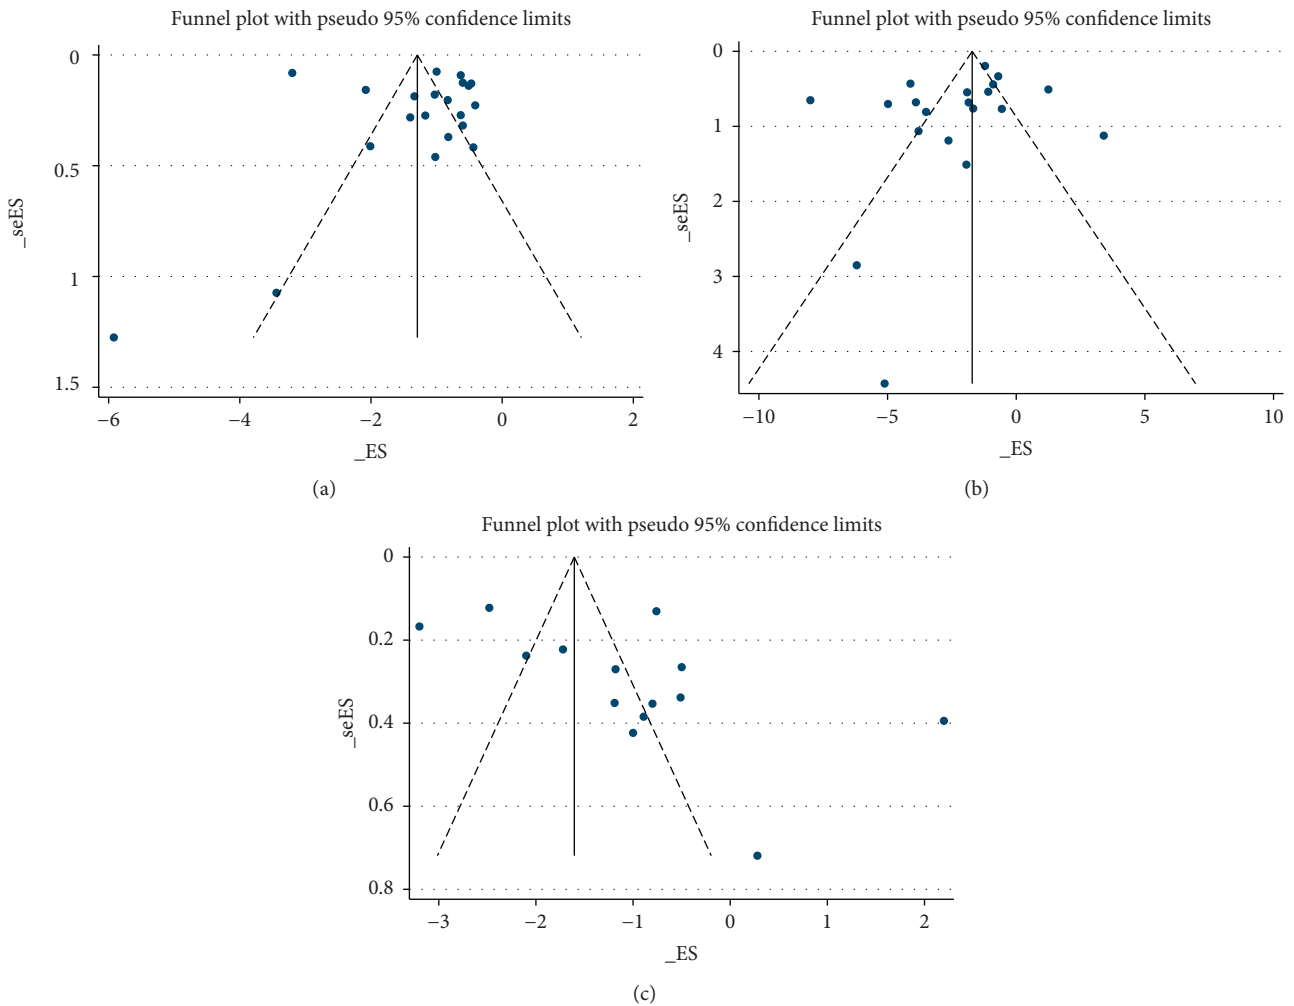 Funnel plot with pseudo 95% confidence limits
0
0.5
1
1.5
_seES
−6
−4
−2
0
2
_ES
(a)
Funnel plot with pseudo 95% confidence limits
0
1
2
3
4
_seES
−10
−5
0
5
10
_ES
(b)
Funnel plot with pseudo 95% confidence limits
0
0.2
0.4
0.6
0.8
_seES
−3
−2
−1
0
1
2
_ES
(c)